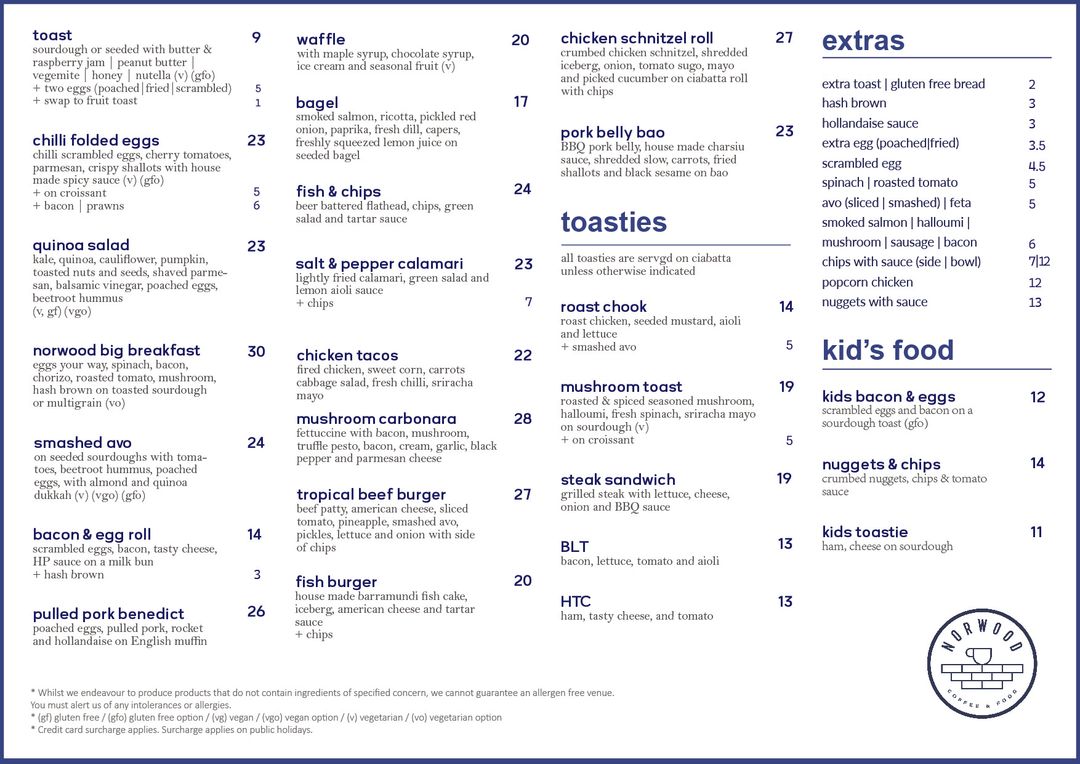 toast 9
sourdough or seeded with butter &
raspberry jam | peanut butter |
vegemite | honey | nutella (v) (gfo)
+ two eggs (poached|fried|scrambled) 5
+ swap to fruit toast 1
chilli folded eggs 23
chilli scrambled eggs, cherry tomatoes,
parmesan, crispy shallots with house
made spicy sauce (v) (gfo)
+ on croissant 5
+ bacon | prawns 6
quinoa salad 23
kale, quinoa, cauliflower, pumpkin,
toasted nuts and seeds, shaved parme-
san, balsamic vinegar, poached eggs,
beetroot hummus
(v, gf) (vgo)
norwood big breakfast 30
eggs your way, spinach, bacon,
chorizo, roasted tomato, mushroom,
hash brown on toasted sourdough
or multigrain (vo)
smashed avo 24
on seeded sourdoughs with toma-
toes, beetroot hummus, poached
eggs, with almond and quinoa
dukkah (v) (vgo) (gfo)
bacon & egg roll 14
scrambled eggs, bacon, tasty cheese,
HP sauce on a milk bun
+ hash brown 3
pulled pork benedict 26
poached eggs, pulled pork, rocket
and hollandaise on English muffin
waffle 20
with maple syrup, chocolate syrup,
ice cream and seasonal fruit (v)
bagel 17
smoked salmon, ricotta, pickled red
onion, paprika, fresh dill, capers,
freshly squeezed lemon juice on
seeded bagel
fish & chips 24
beer battered flathead, chips, green
salad and tartar sauce
salt & pepper calamari 23
lightly fried calamari, green salad and
lemon aioli sauce
+ chips 7
chicken tacos 22
fired chicken, sweet corn, carrots
cabbage salad, fresh chilli, sriracha
mayo
mushroom carbonara 28
fettuccine with bacon, mushroom,
truffle pesto, bacon, cream, garlic, black
pepper and parmesan cheese
tropical beef burger 27
beef patty, american cheese, sliced
tomato, pineapple, smashed avo,
pickles, lettuce and onion with side
of chips
fish burger 20
house made barramundi fish cake,
iceberg, american cheese and tartar
sauce
+ chips
chicken schnitzel roll 27
crumbed chicken schnitzel, shredded
iceberg, onion, tomato sugo, mayo
and picked cucumber on ciabatta roll
with chips
pork belly bao 23
BBQ pork belly, house made charsiu
sauce, shredded slow, carrots, fried
shallots and black sesame on bao
toasties
all toasties are servgd on ciabatta
unless otherwise indicated
roast chook 14
roast chicken, seeded mustard, aioli
and lettuce
+ smashed avo 5
mushroom toast 19
roasted & spiced seasoned mushroom,
halloumi, fresh spinach, sriracha mayo
on sourdough (v)
+ on croissant 5
steak sandwich 19
grilled steak with lettuce, cheese,
onion and BBQ sauce
BLT 13
bacon, lettuce, tomato and aioli
HTC 13
ham, tasty cheese, and tomato
extras
extra toast | gluten free bread 2
hash brown 3
hollandaise sauce 3
extra egg (poached|fried) 3.5
scrambled egg 4.5
spinach | roasted tomato 5
avo (sliced | smashed) | feta 5
smoked salmon | halloumi |
mushroom | sausage | bacon 6
chips with sauce (side | bowl) 7|12
popcorn chicken 12
nuggets with sauce 13
kid's food
kids bacon & eggs 12
scrambled eggs and bacon on a
sourdough toast (gfo)
nuggets & chips 14
crumbed nuggets, chips & tomato
sauce
kids toastie 11
ham, cheese on sourdough
NORWOOD
COFFEE & FOOD
* Whilst we endeavour to produce products that do not contain ingredients of specified concern, we cannot guarantee an allergen free venue.
You must alert us of any intolerances or allergies.
* (gf) gluten free / (gfo) gluten free option / (vg) vegan / (vgo) vegan option / (v) vegetarian / (vo) vegetarian option
* Credit card surcharge applies. Surcharge applies on public holidays.